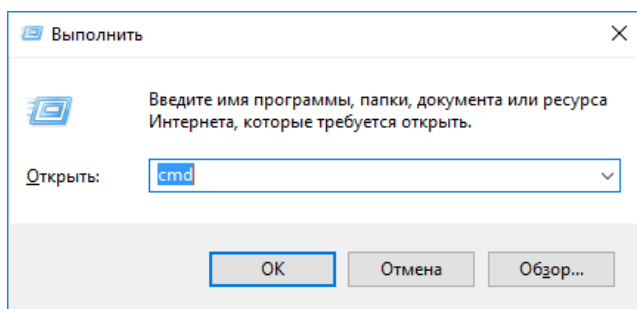 Выполнить
Введите имя программы, папки, документа или ресурса
Интернета, которые требуется открыть.
Открыть: cmd
OK Отмена Обзор...